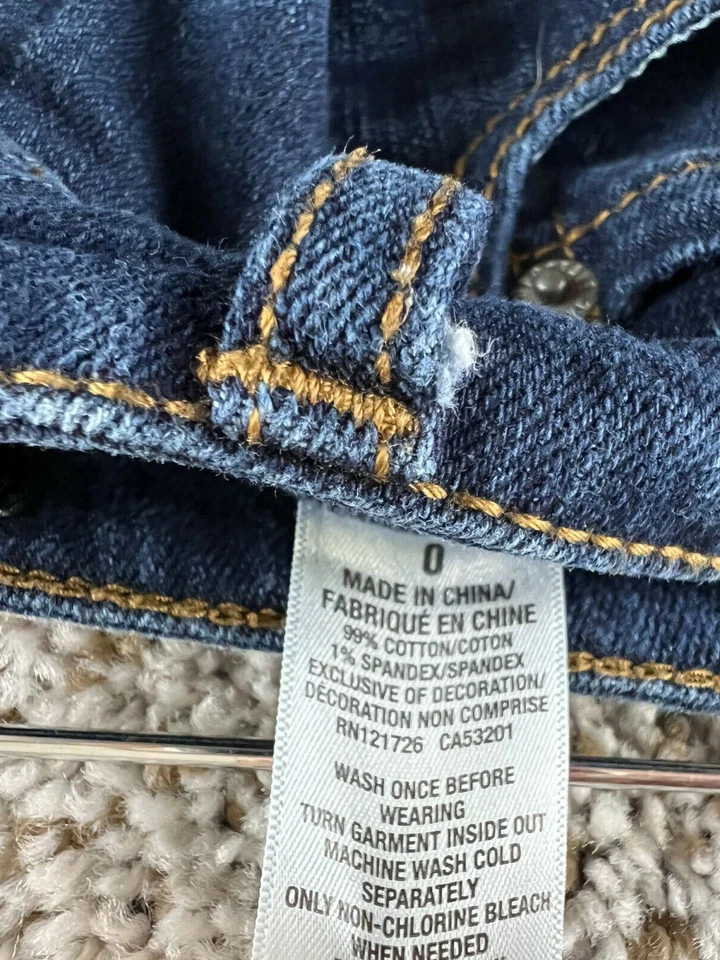 0
MADE IN CHINA/
FABRIQUÉ EN CHINE
99% COTTON/COTON
1% SPANDEX/SPANDEX
EXCLUSIVE OF DECORATION/
DÉCORATION NON COMPRISE
RN121726 CA53201
WASH ONCE BEFORE
WEARING
TURN GARMENT INSIDE OUT
MACHINE WASH COLD
SEPARATELY
ONLY NON-CHLORINE BLEACH
WHEN NEEDED